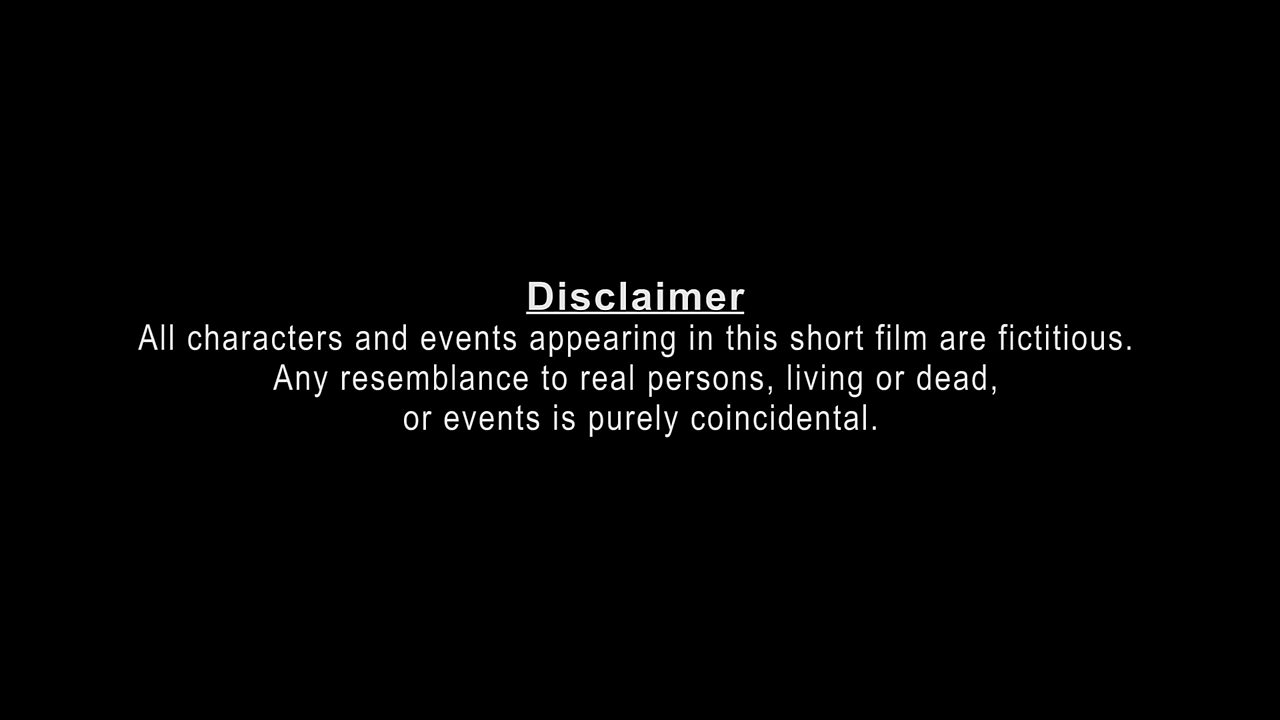 Disclaimer
All characters and events appearing in this short film are fictitious.
Any resemblance to real persons, living or dead,
or events is purely coincidental.